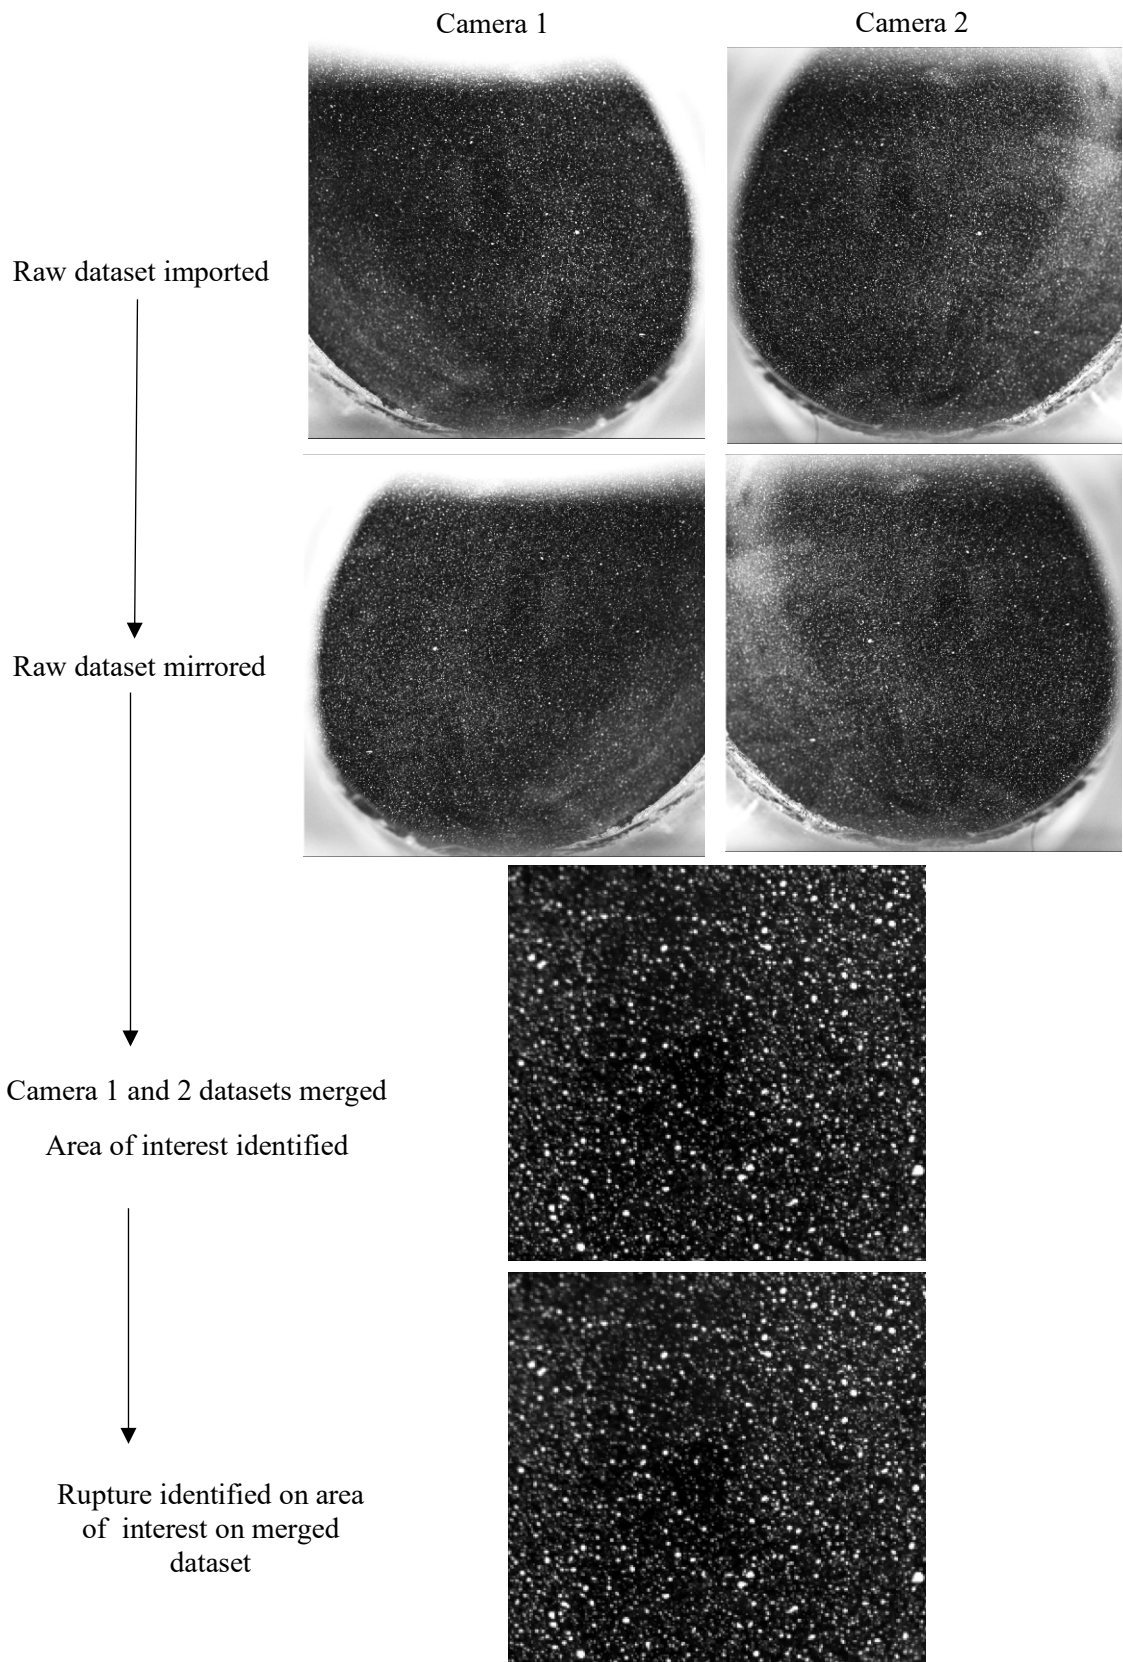 Camera 1
Camera 2
Raw dataset imported
Raw dataset mirrored
Camera 1 and 2 datasets merged
Area of interest identified
Rupture identified on area
of interest on merged
dataset